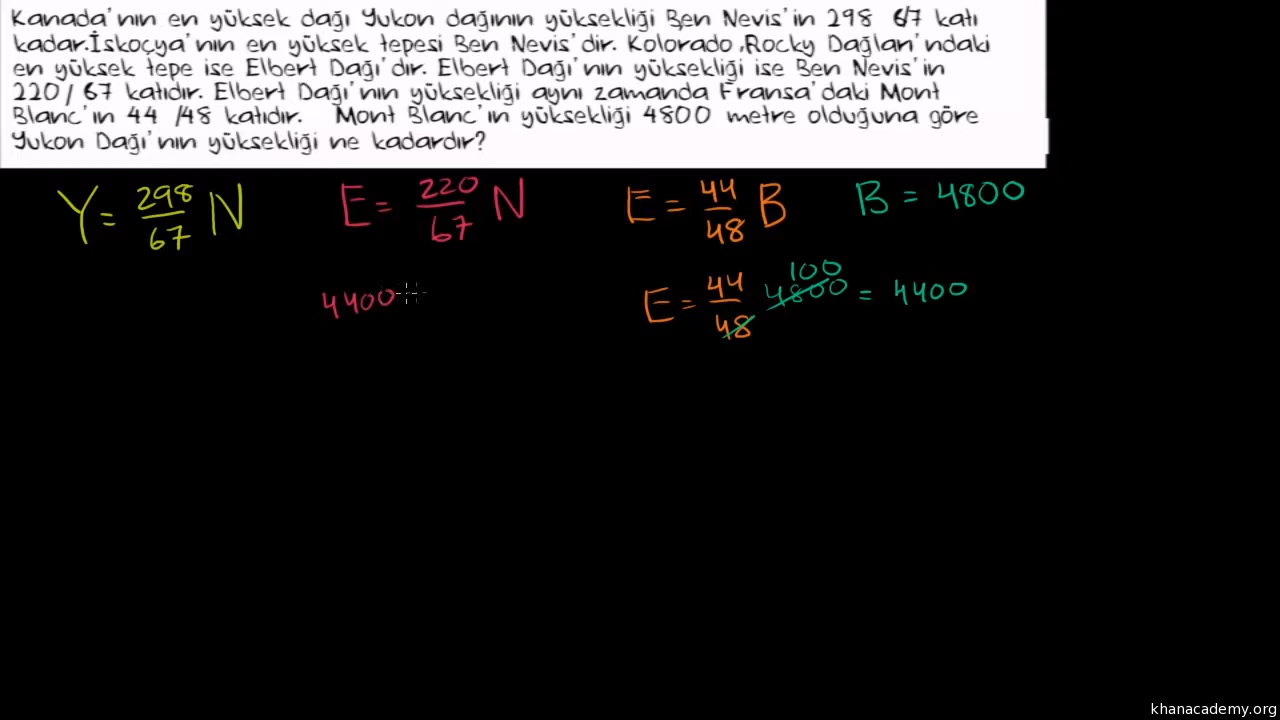 Kanada'nın en yüksek dağı Yukon dağının yüksekliği Ben Nevis'in 298 6/7 katı
kadar.İskoçya'nın en yüksek tepesi Ben Nevis'dir. Kolorado ,Rocky Dağları'ndaki
en yüksek tepe ise Elbert Dağı'dır. Elbert Dağı'nın yüksekliği ise Ben Nevis'in
220/ 67 katıdır. Elbert Dağı'nın yüksekliği aynı zamanda Fransa'daki Mont
Blanc'ın 44 /48 katıdır. Mont Blanc'ın yüksekliği 4800 metre olduğuna göre
Yukon Dağı'nın yüksekliği ne kadardır?
Y = 298/67 N E = 220/67 N E = 44/48 B B = 4800
4400 E = 44/48 4800 100 = 4400
khanacademy.org